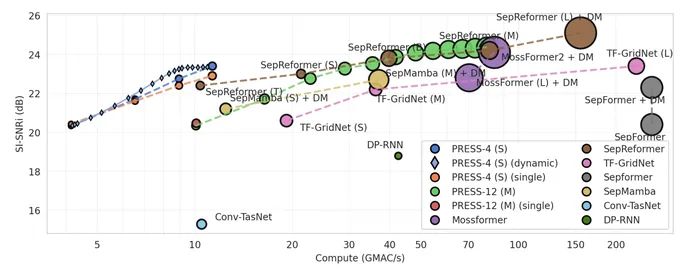 SepReformer (L) + DM
26
SepReformer (M)
SepReformer (B)
MossFormer2 + DM
TF-GridNet (L)
24
SepReformer (S)
SepMamba (M) + DM
MossFormer (L) + DM
SepReformer (T)
SepMamba (S) + DM
TF-GridNet (M)
SepFormer + DM
22
TF-GridNet (S)
20
SepFormer
DP-RNN
18
16
Conv-TasNet
SI-SNRi (dB)
PRESS-4 (S)
PRESS-4 (S) (dynamic)
PRESS-4 (S) (single)
PRESS-12 (M)
PRESS-12 (M) (single)
Mossformer
SepReformer
TF-GridNet
Sepformer
SepMamba
Conv-TasNet
DP-RNN
5 10 20 30 40 50 70 100 150 200
Compute (GMAC/s)